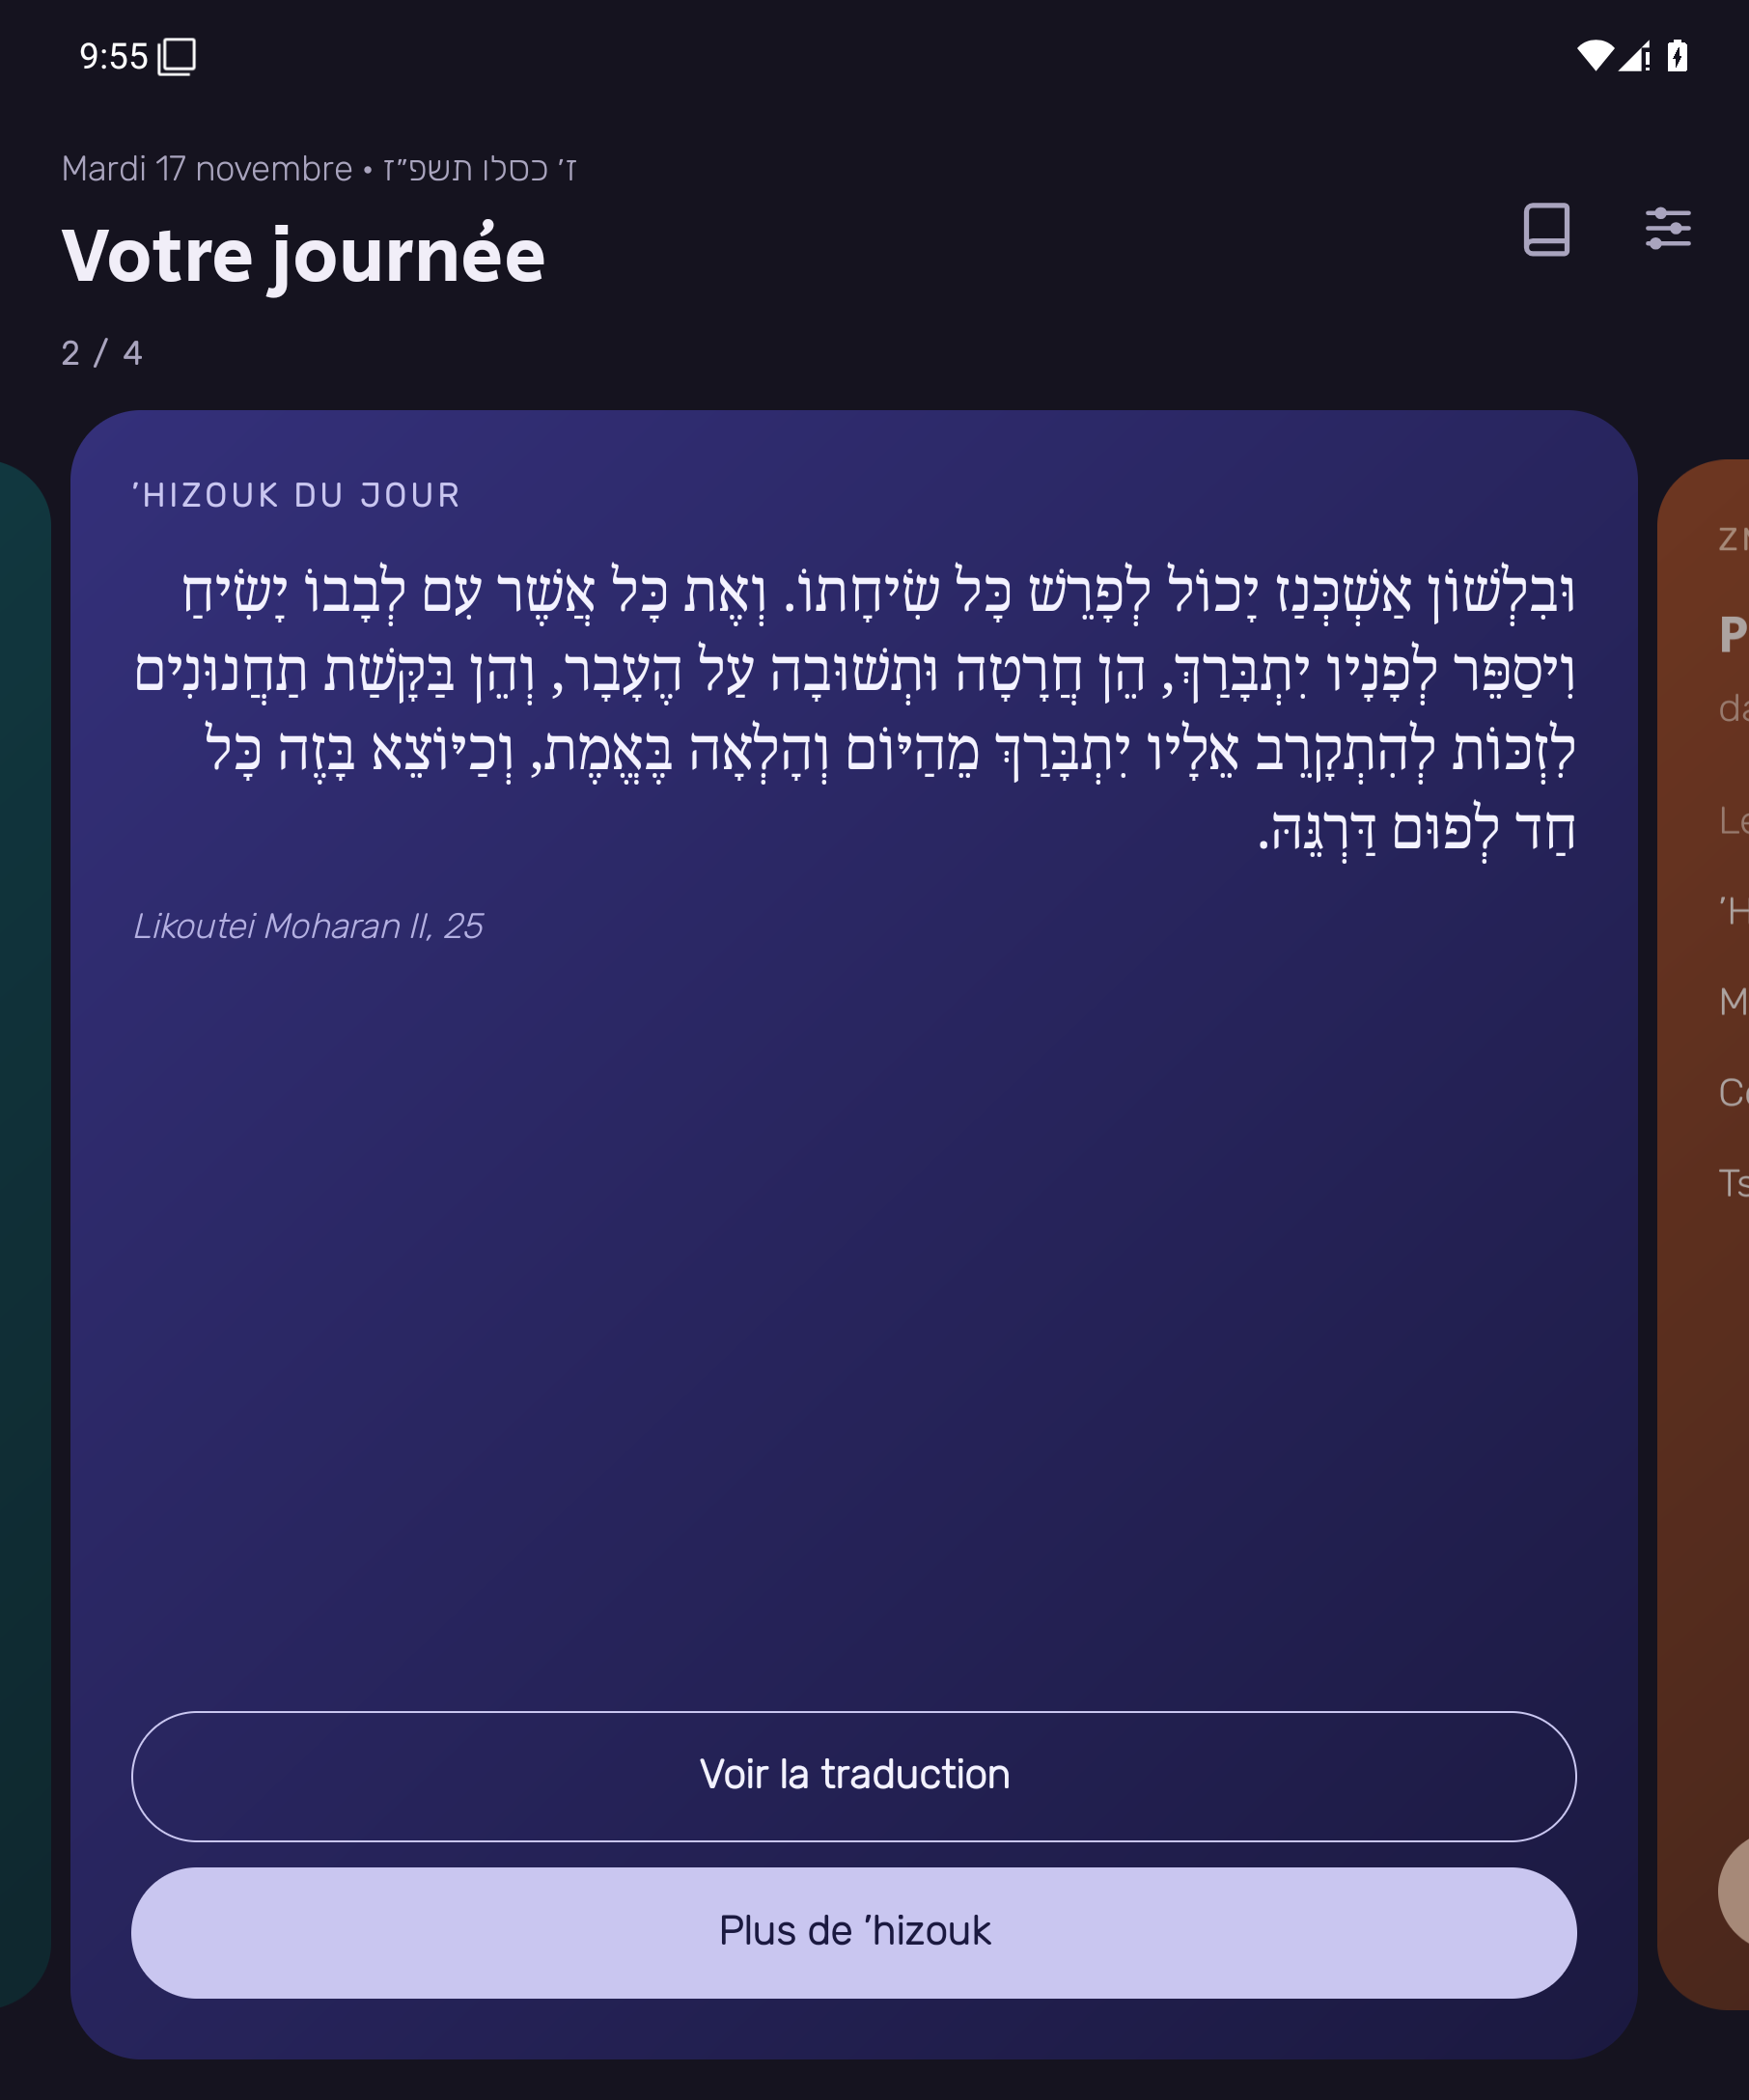 9:55
Mardi 17 novembre • ז׳ כסלו תשפ״ז
Votre journée
2 / 4
’HIZOUK DU JOUR
וּבִלְשׁוֹן אַשְׁכְּנַז יָכוֹל לְפָרֵשׁ כָּל שִׂיחָתוֹ. וְאֶת כָּל אֲשֶׁר עִם לְבָבוֹ יָשִׂיחַ
וִיסַפֵּר לְפָנָיו יִתְבָּרַךְ, הֵן חֲרָטָה וּתְשׁוּבָה עַל הֶעָבָר, וְהֵן בַּקָּשַׁת תַּחֲנוּנִים
לִזְכּוֹת לְהִתְקָרֵב אֵלָיו יִתְבָּרַךְ מֵהַיּוֹם וְהָלְאָה בֶּאֱמֶת, וְכַיּוֹצֵא בָּזֶה כָּל
חַד לְפוּם דַּרְגֵּהּ.
Likoutei Moharan II, 25
Voir la traduction
Plus de ’hizouk